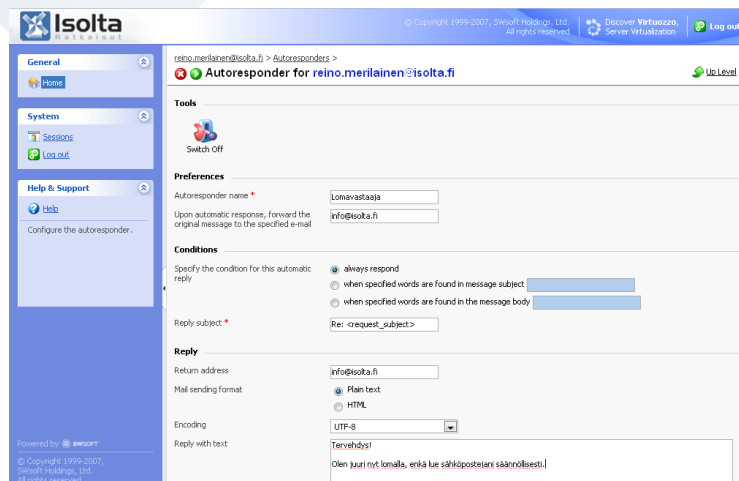 Isolta
Ratkaisut
© Copyright 1999-2007, SWsoft Holdings, Ltd.
All rights reserved
Discover Virtuozzo,
Server Virtualization
Log out
General
Home
System
Sessions
Log out
Help & Support
Help
Configure the autoresponder.
Powered by SWSOFT
© Copyright 1999-2007,
SWsoft Holdings, Ltd.
All rights reserved
reino.merilainen@isolta.fi > Autoresponders >
Autoresponder for reino.merilainen@isolta.fi
Up Level
Tools
Switch Off
Preferences
Autoresponder name *
Lomavastaaja
Upon automatic response, forward the
original message to the specified e-mail
info@isolta.fi
Conditions
Specify the condition for this automatic
reply
always respond
when specified words are found in message subject
when specified words are found in the message body
Reply subject *
Re: <request_subject>
Reply
Return address
info@isolta.fi
Mail sending format
Plain text
HTML
Encoding
UTF-8
Reply with text
Tervehdys!
Olen juuri nyt lomalla, enkä lue sähköpostejani säännöllisesti.